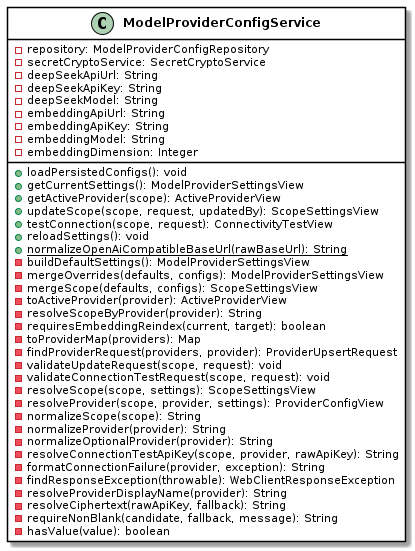 C ModelProviderConfigService
repository: ModelProviderConfigRepository
secretCryptoService: SecretCryptoService
deepSeekApiUrl: String
deepSeekApiKey: String
deepSeekModel: String
embeddingApiUrl: String
embeddingApiKey: String
embeddingModel: String
embeddingDimension: Integer
loadPersistedConfigs(): void
getCurrentSettings(): ModelProviderSettingsView
getActiveProvider(scope): ActiveProviderView
updateScope(scope, request, updatedBy): ScopeSettingsView
testConnection(scope, request): ConnectivityTestView
reloadSettings(): void
normalizeOpenAiCompatibleBaseUrl(rawBaseUrl): String
buildDefaultSettings(): ModelProviderSettingsView
mergeOverrides(defaults, configs): ModelProviderSettingsView
mergeScope(defaults, configs): ScopeSettingsView
toActiveProvider(provider): ActiveProviderView
resolveScopeByProvider(provider): String
requiresEmbeddingReindex(current, target): boolean
toProviderMap(providers): Map
findProviderRequest(providers, provider): ProviderUpsertRequest
validateUpdateRequest(scope, request): void
validateConnectionTestRequest(scope, request): void
resolveScope(scope, settings): ScopeSettingsView
resolveProvider(scope, provider, settings): ProviderConfigView
normalizeScope(scope): String
normalizeProvider(provider): String
normalizeOptionalProvider(provider): String
resolveConnectionTestApiKey(scope, provider, rawApiKey): String
formatConnectionFailure(provider, exception): String
findResponseException(throwable): WebClientResponseException
resolveProviderDisplayName(provider): String
resolveCiphertext(rawApiKey, fallback): String
requireNonBlank(candidate, fallback, message): String
hasValue(value): boolean